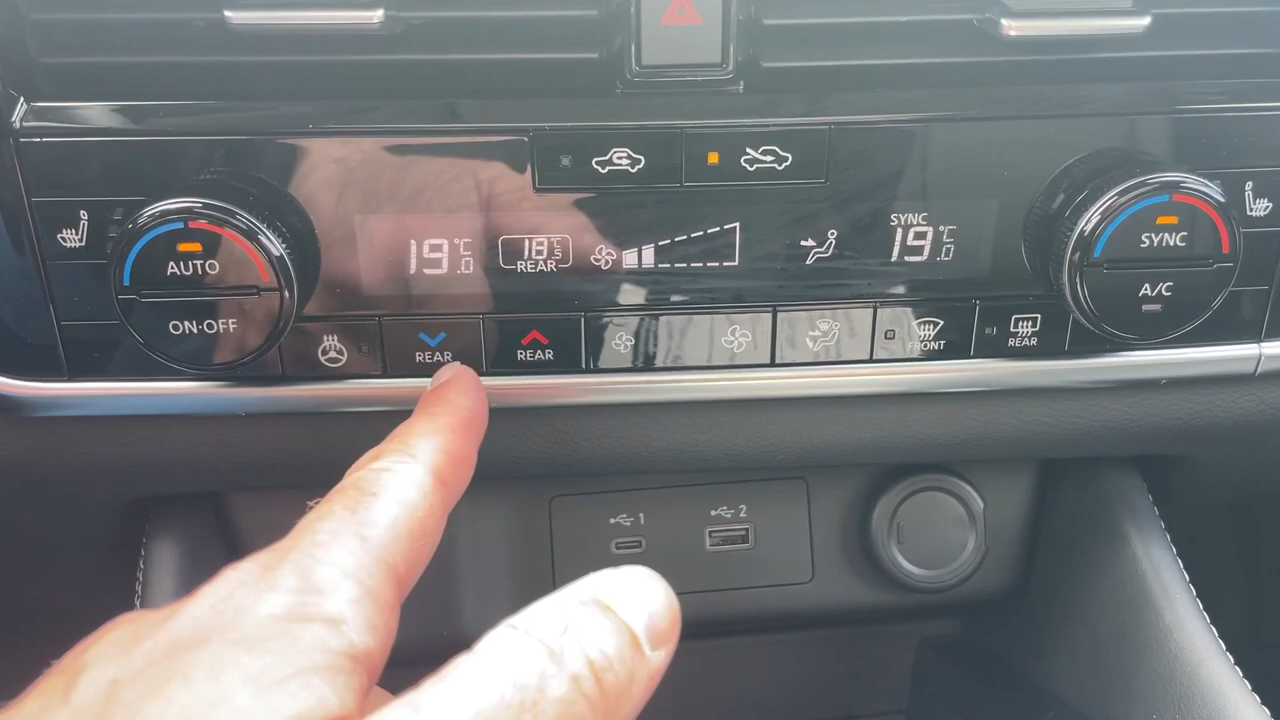 SYNC
19.0°C
18.5°C
REAR
19.0°C
AUTO
ON·OFF
SYNC
A/C
REAR
REAR
FRONT
REAR
1
2